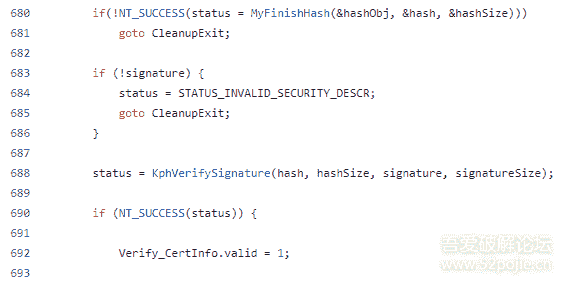 680 if(!NT_SUCCESS(status = MyFinishHash(&hashObj, &hash, &hashSize)))
681 goto CleanupExit;
682
683 if (!signature) {
684 status = STATUS_INVALID_SECURITY_DESCR;
685 goto CleanupExit;
686 }
687
688 status = KphVerifySignature(hash, hashSize, signature, signatureSize);
689
690 if (NT_SUCCESS(status)) {
691
692 Verify_CertInfo.valid = 1;
693
吾爱破解论坛
www.52pojie.cn